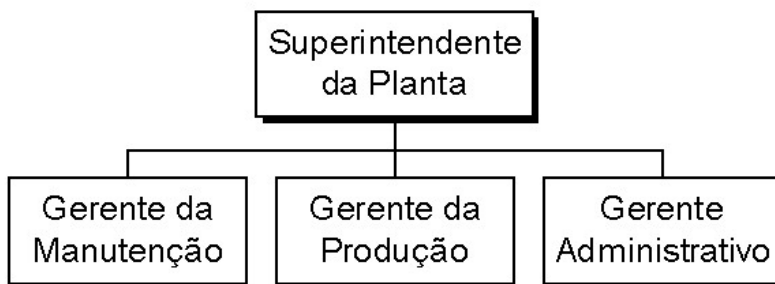 Superintendente
da Planta
Gerente da
Manutenção
Gerente da
Produção
Gerente
Administrativo